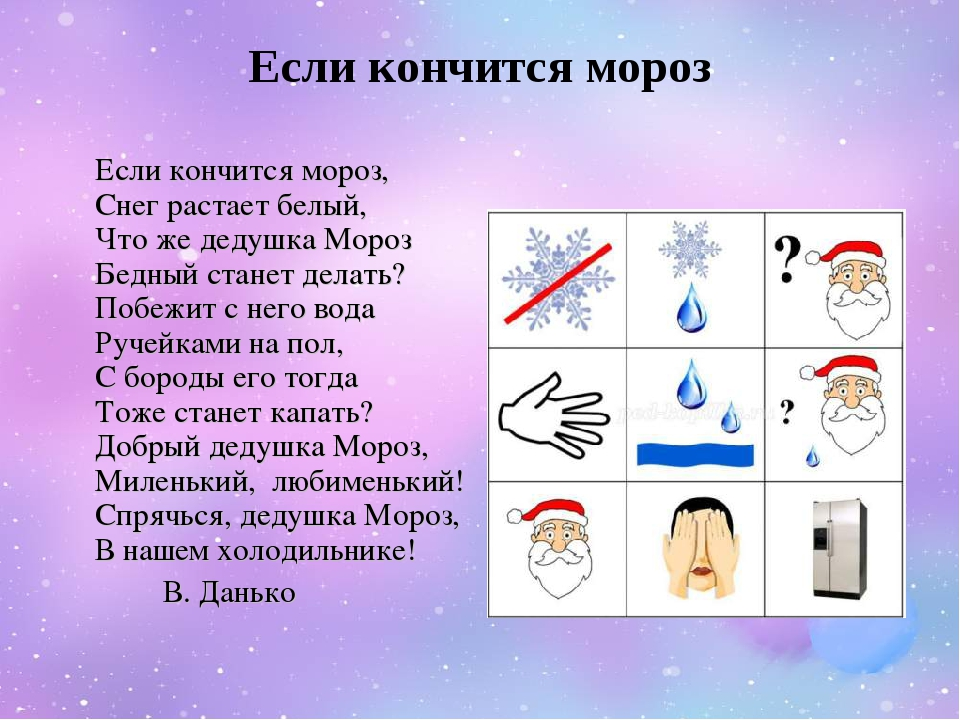 Если кончится мороз
Если кончится мороз,
Снег растает белый,
Что же дедушка Мороз
Бедный станет делать?
Побежит с него вода
Ручейками на пол,
С бороды его тогда
Тоже станет капать?
Добрый дедушка Мороз,
Миленький, любименький!
Спрячься, дедушка Мороз,
В нашем холодильнике!
В. Данько
?
?